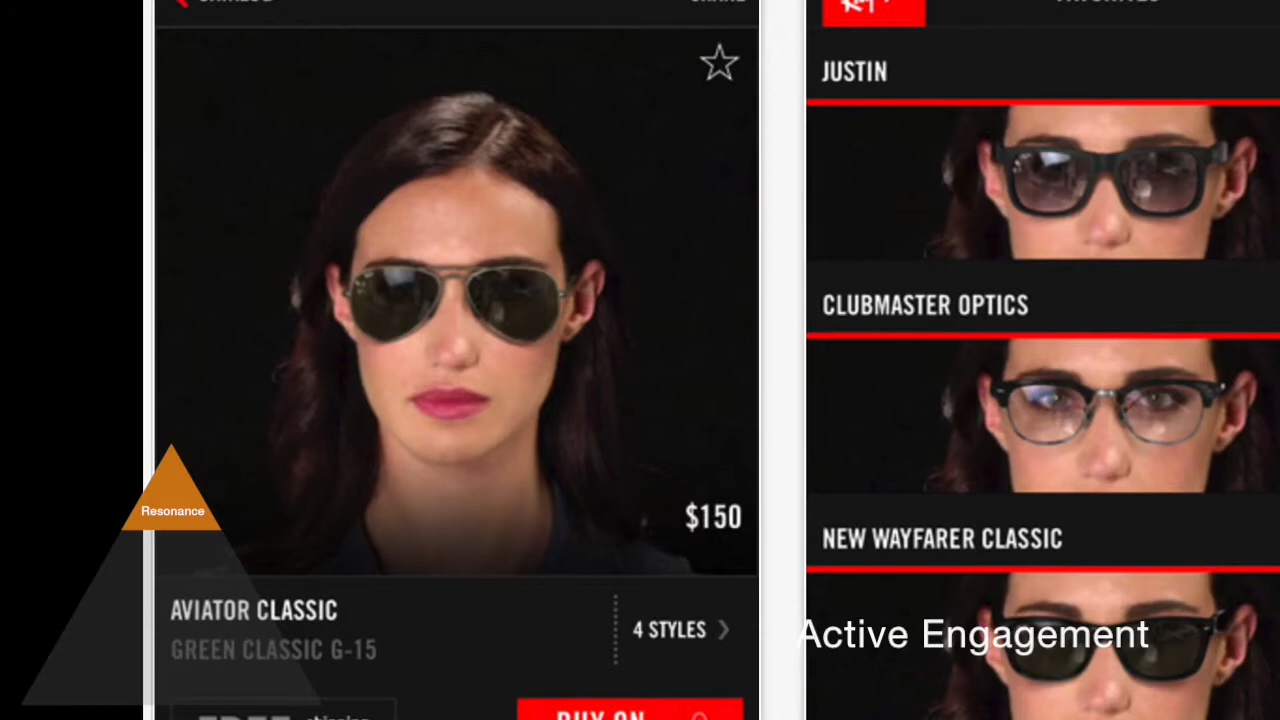 JUSTIN
CLUBMASTER OPTICS
$150
Resonance
NEW WAYFARER CLASSIC
AVIATOR CLASSIC
4 STYLES
GREEN CLASSIC G-15
Active Engagement